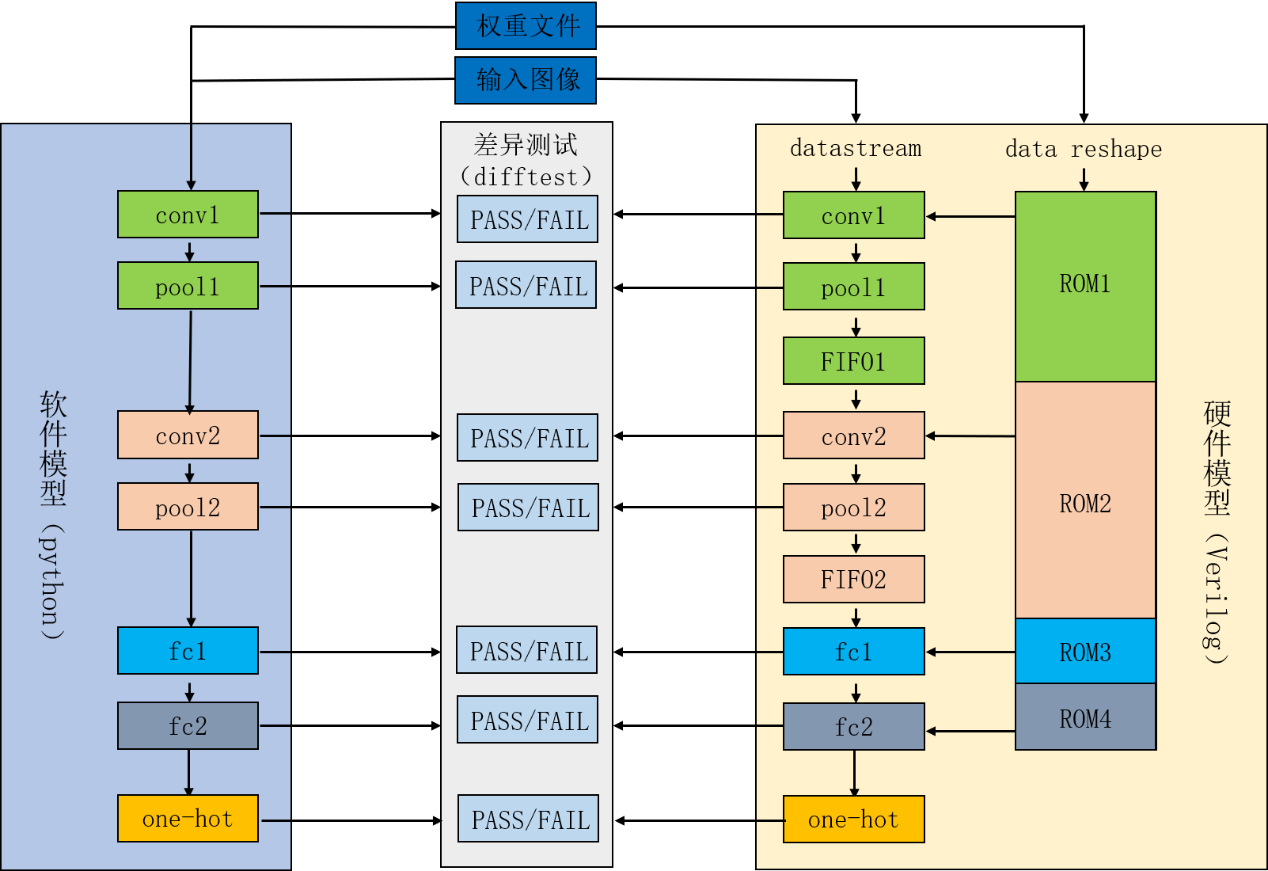 权重文件
输入图像
差异测试
(difftest)
datastream
data reshape
conv1
PASS/FAIL
conv1
ROM1
pool1
PASS/FAIL
pool1
FIFO1
软件模型(python)
conv2
PASS/FAIL
conv2
ROM2
硬件模型(Verilog)
pool2
PASS/FAIL
pool2
FIFO2
fc1
PASS/FAIL
fc1
ROM3
fc2
PASS/FAIL
fc2
ROM4
one-hot
PASS/FAIL
one-hot